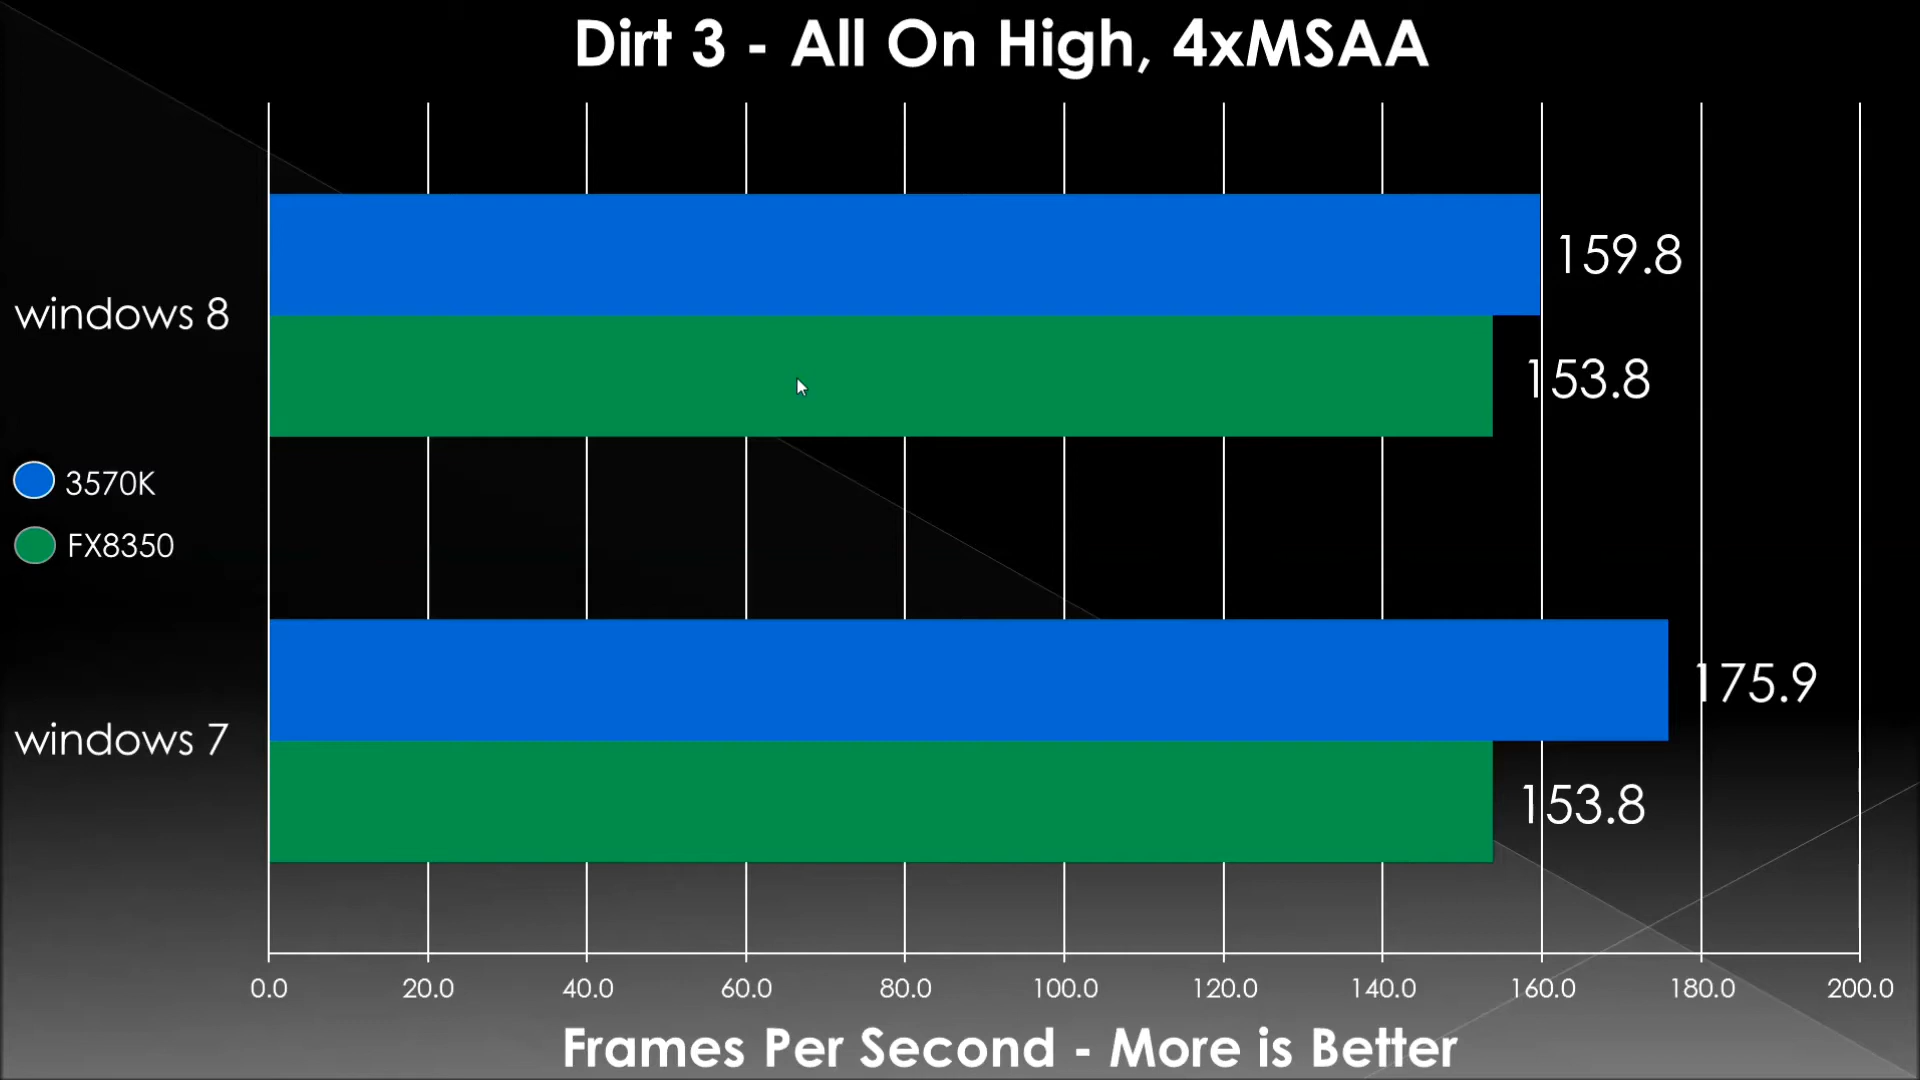 Dirt 3 - All On High, 4xMSAA
159.8
windows 8
153.8
3570K
FX8350
175.9
windows 7
153.8
0.0 20.0 40.0 60.0 80.0 100.0 120.0 140.0 160.0 180.0 200.0
Frames Per Second - More is Better